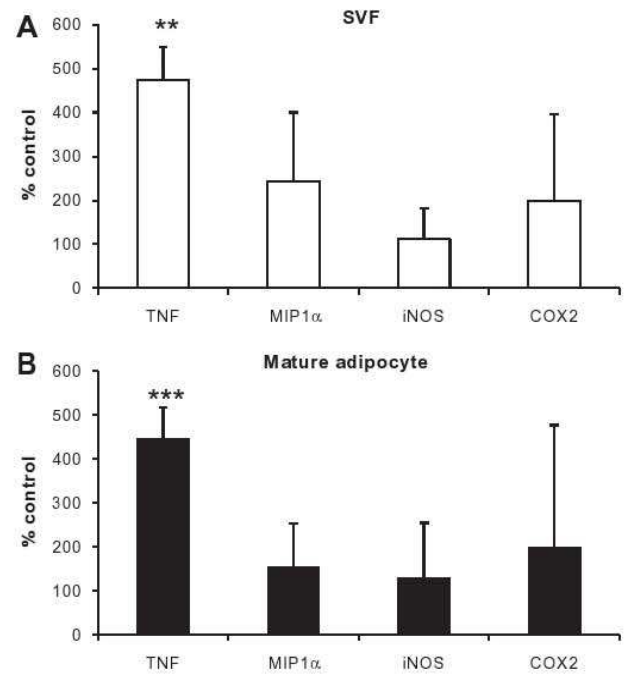 A
SVF
**
% control
600
500
400
300
200
100
0
TNF MIP1α iNOS COX2
B
Mature adipocyte
***
% control
600
500
400
300
200
100
0
TNF MIP1α iNOS COX2